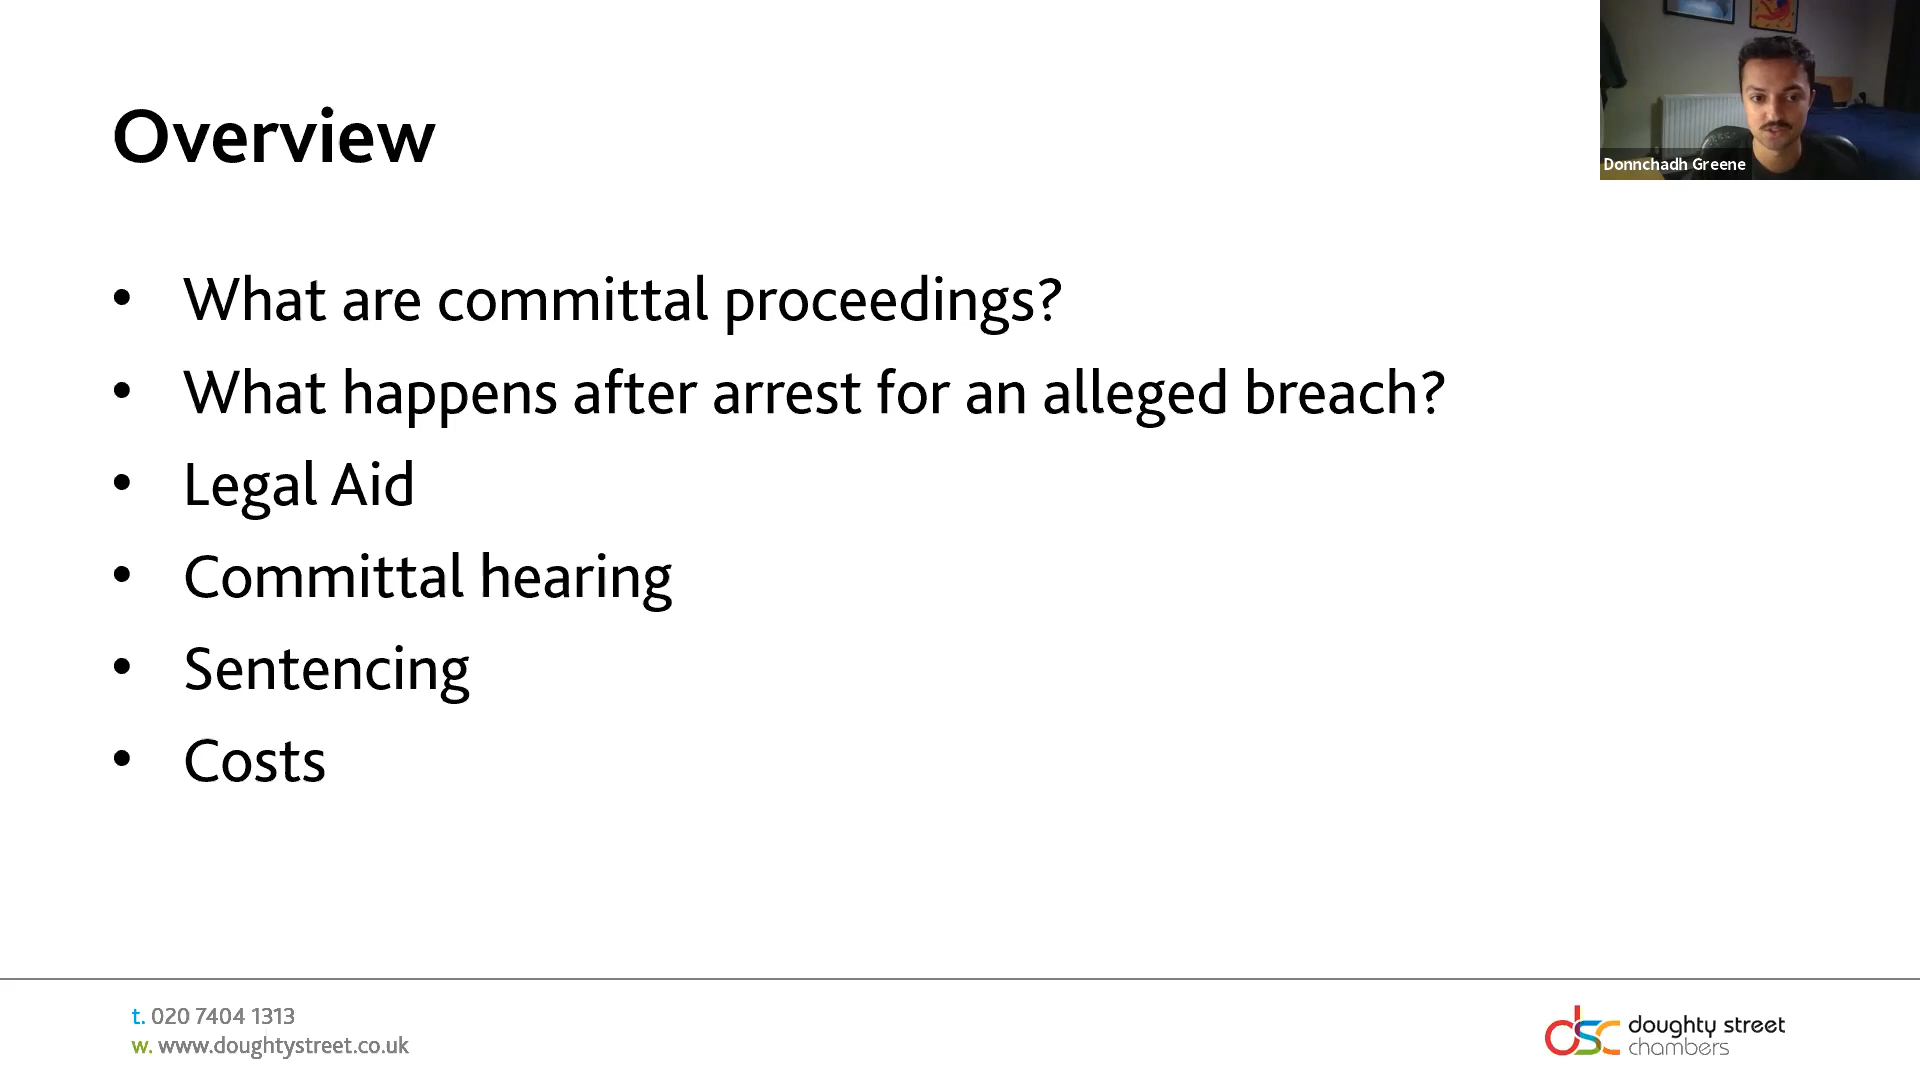 Overview
Donnchadh Greene
• What are committal proceedings?
• What happens after arrest for an alleged breach?
• Legal Aid
• Committal hearing
• Sentencing
• Costs
t. 020 7404 1313
w. www.doughtystreet.co.uk
dsc doughty street
chambers